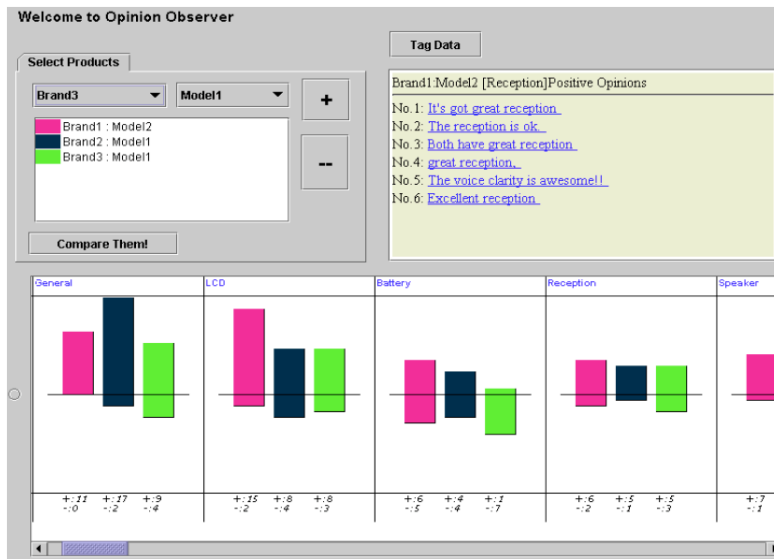 Welcome to Opinion Observer
Select Products
Brand3 Model1 +
Brand1 : Model2
Brand2 : Model1
Brand3 : Model1
--
Compare Them!
Tag Data
Brand1:Model2 [Reception]Positive Opinions
No.1: It's got great reception
No.2: The reception is ok.
No.3: Both have great reception
No.4: great reception.
No.5: The voice clarity is awesome!!
No.6: Excellent reception
General LCD Battery Reception Speaker
+:11 +:17 +:9 +:15 +:8 +:8 +:6 +:4 +:1 +:6 +:5 +:5 +:7
-:0 -:2 -:4 -:2 -:4 -:3 -:5 -:4 -:7 -:2 -:1 -:3 -:1